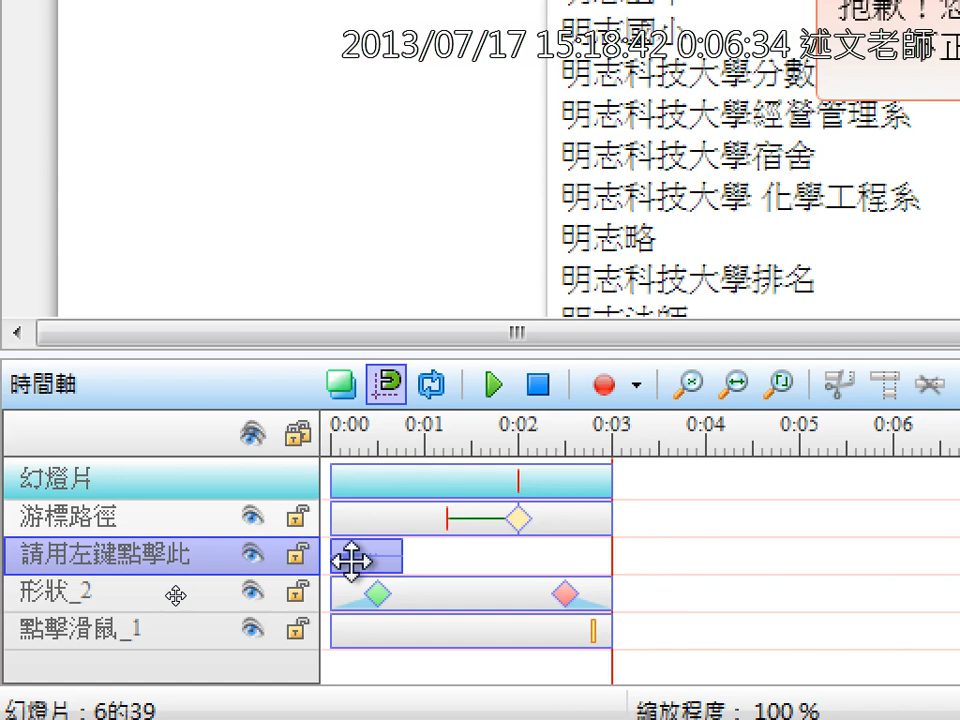 抱歉！您
明志國小
2013/07/17 15:18:42 0:06:34 述文老師
正
明志科技大學分數
明志科技大學經營管理系
明志科技大學宿舍
明志科技大學 化學工程系
明志略
明志科技大學排名
時間軸
0:00 0:01 0:02 0:03 0:04 0:05 0:06
幻燈片
游標路徑
請用左鍵點擊此
形狀_2
點擊滑鼠_1
幻燈片：6的39
縮放程度： 100 %